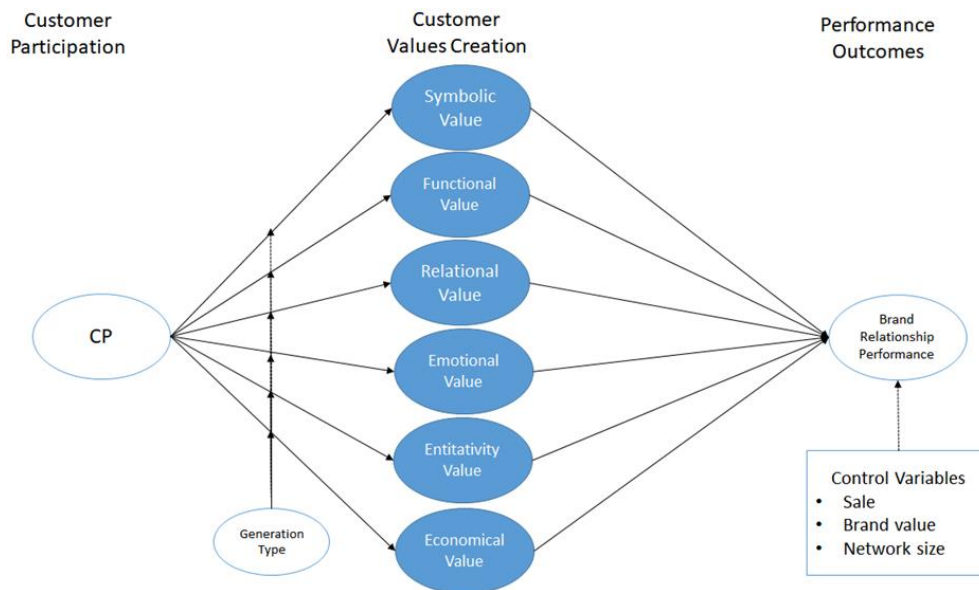 Customer
Participation
Customer
Values Creation
Performance
Outcomes
Symbolic
Value
Functional
Value
Relational
Value
Emotional
Value
Entitativity
Value
Economical
Value
CP
Generation
Type
Brand
Relationship
Performance
Control Variables
• Sale
• Brand value
• Network size